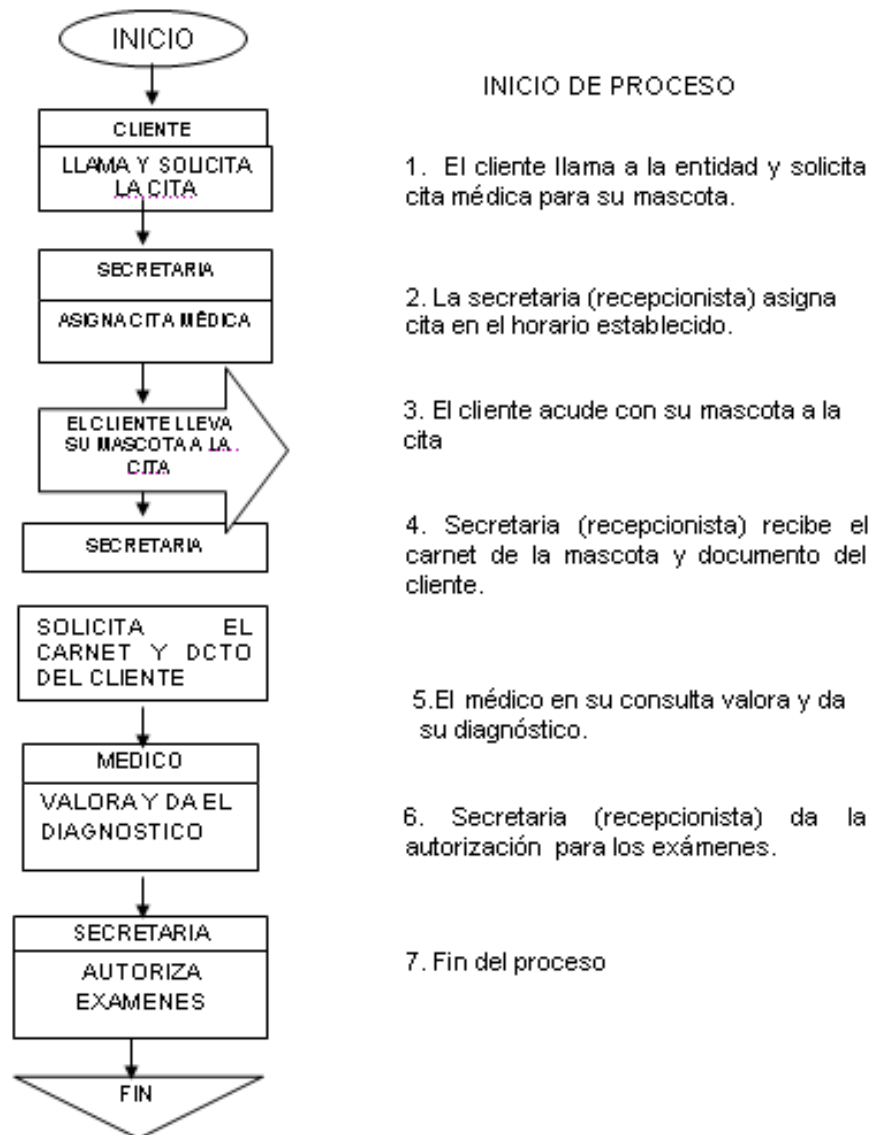 INICIO
CLIENTE
LLAMA Y SOLICITA
LA CITA
SECRETARIA
ASIGNA CITA MÉDICA
EL CLIENTE LLEVA
SU MASCOTA A LA
CITA
SECRETARIA
SOLICITA EL
CARNET Y DCTO
DEL CLIENTE
MEDICO
VALORA Y DA EL
DIAGNOSTICO
SECRETARIA
AUTORIZA
EXAMENES
FIN
INICIO DE PROCESO
1. El cliente llama a la entidad y solicita
cita médica para su mascota.
2. La secretaria (recepcionista) asigna
cita en el horario establecido.
3. El cliente acude con su mascota a la
cita
4. Secretaria (recepcionista) recibe el
carnet de la mascota y documento del
cliente.
5.El médico en su consulta valora y da
su diagnóstico.
6. Secretaria (recepcionista) da la
autorización para los exámenes.
7. Fin del proceso